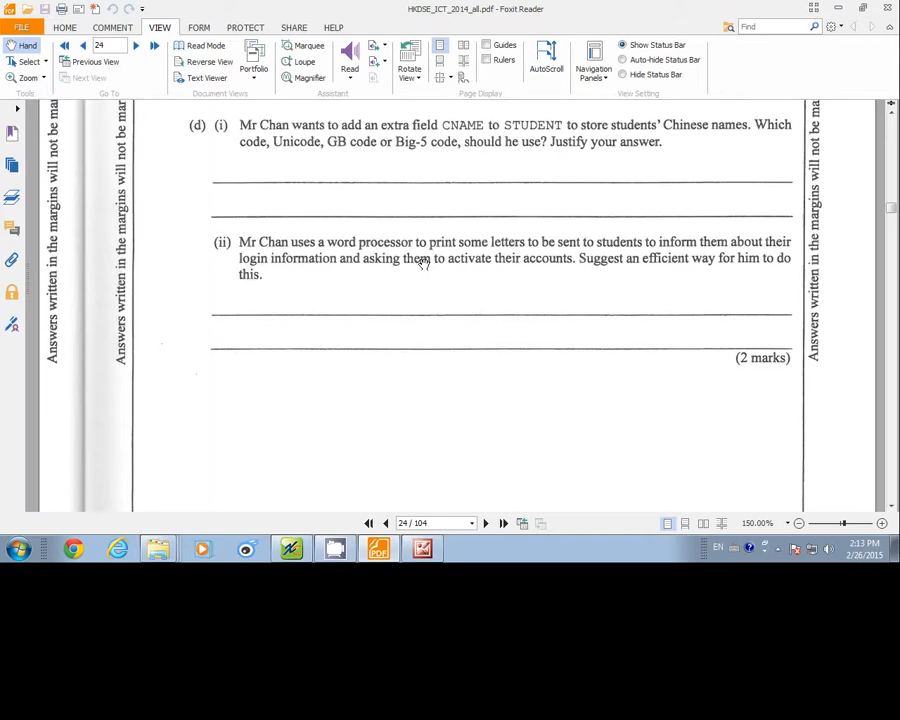 HKDSE_ICT_2014_all.pdf - Foxit Reader
FILE HOME COMMENT VIEW FORM PROTECT SHARE HELP
Find
Hand
24
Select
Previous View
Zoom
Next View
Go To
Read Mode
Reverse View
Text Viewer
Portfolio
Document Views
Marquee
Loupe
Magnifier
Read
Assistant
Rotate View
Guides
Rulers
Page Display
AutoScroll
Navigation Panels
Show Status Bar
Auto-hide Status Bar
Hide Status Bar
View Setting
Answers written in the margins will not be ma
Answers written in the margins will not be mar
(d) (i) Mr Chan wants to add an extra field CNAME to STUDENT to store students' Chinese names. Which
code, Unicode, GB code or Big-5 code, should he use? Justify your answer.
(ii) Mr Chan uses a word processor to print some letters to be sent to students to inform them about their
login information and asking them to activate their accounts. Suggest an efficient way for him to do
this.
(2 marks)
Answers written in the margins will not be ma
24 / 104
150.00%
PDF
EN
2:13 PM
2/26/2015